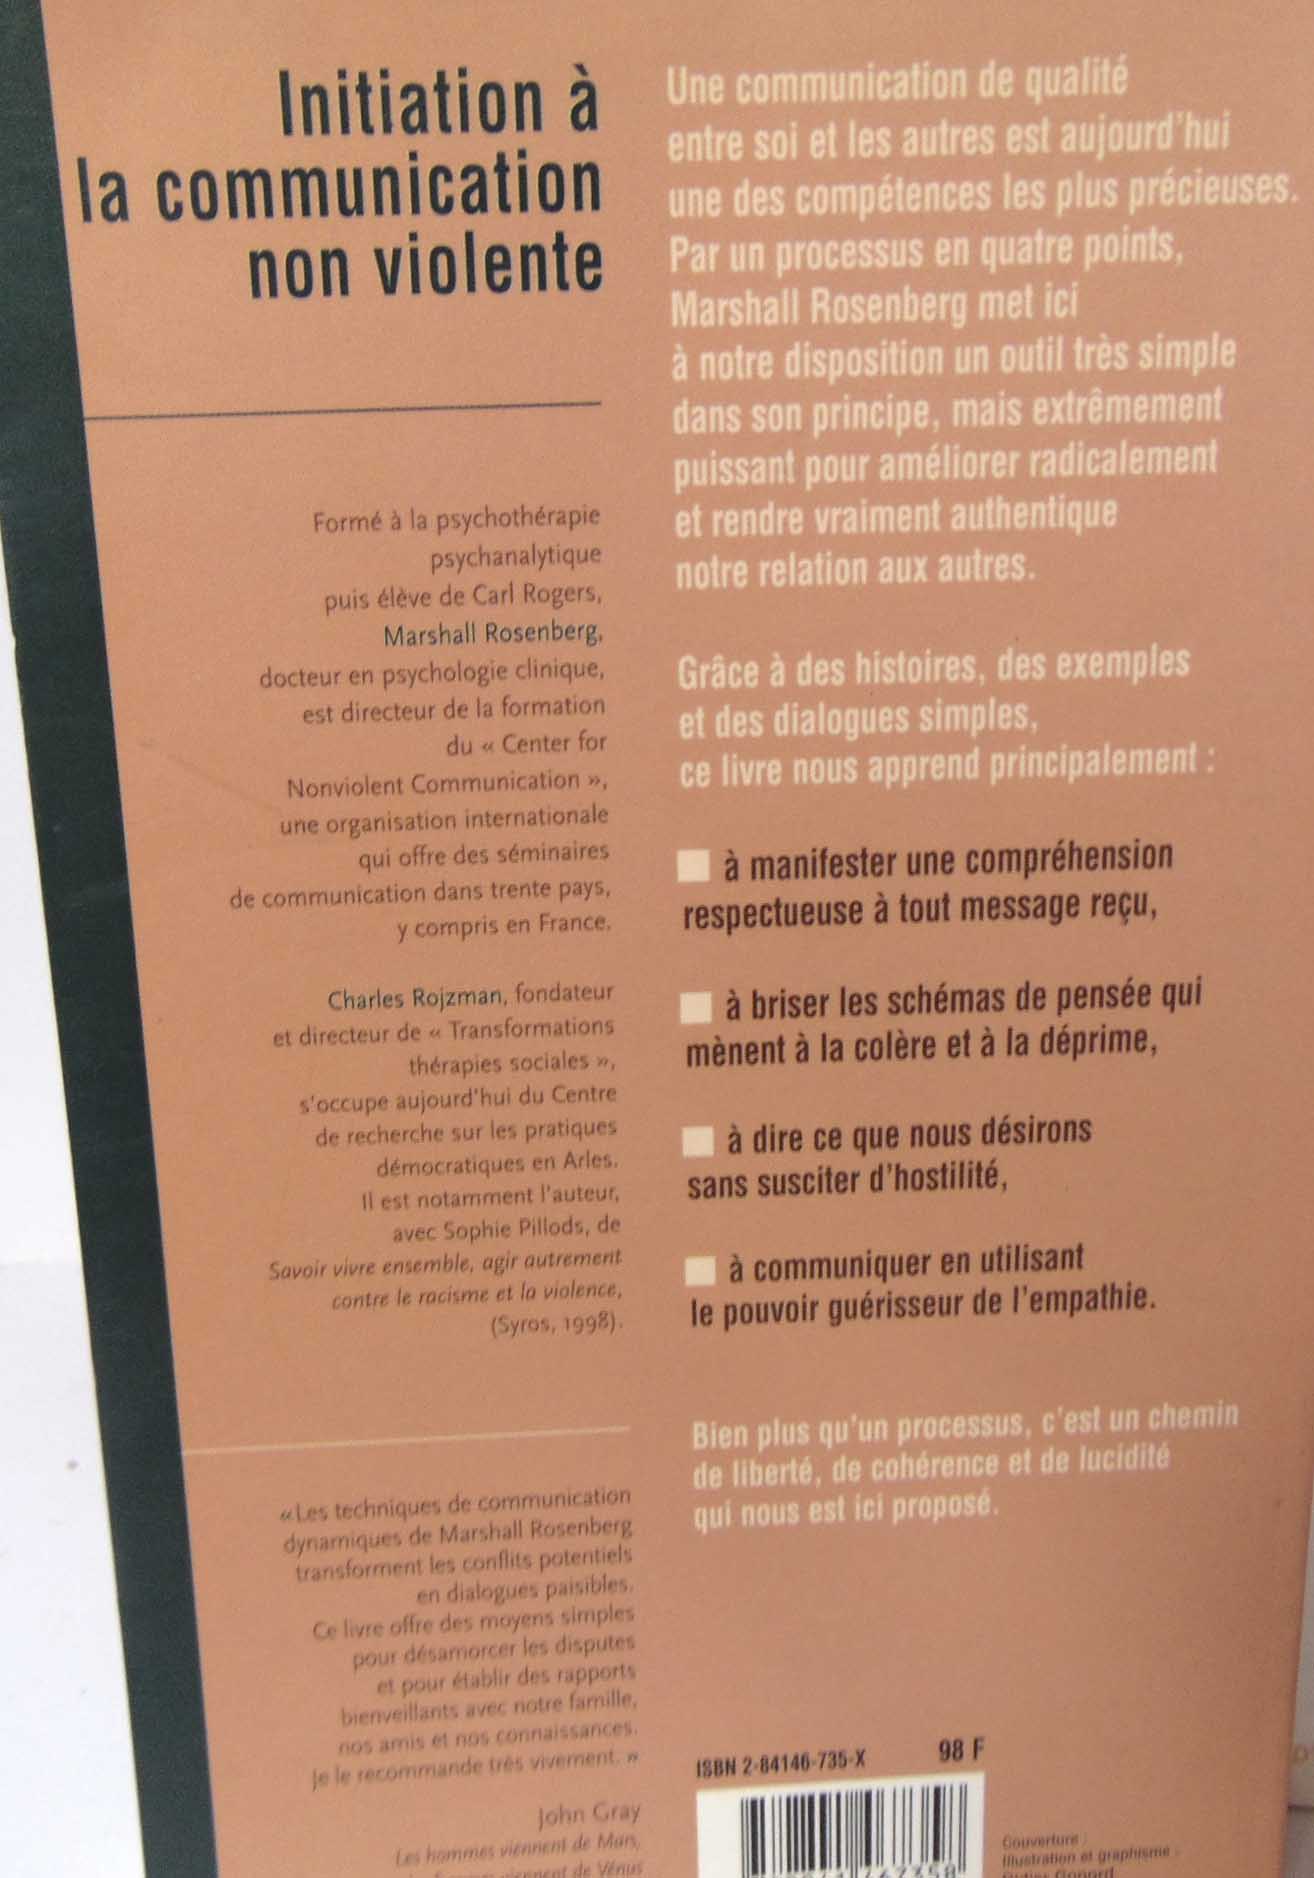 Initiation à
la communication
non violente
Formé à la psychothérapie
psychanalytique
puis élève de Carl Rogers,
Marshall Rosenberg,
docteur en psychologie clinique,
est directeur de la formation
du « Center for
Nonviolent Communication »,
une organisation internationale
qui offre des séminaires
de communication dans trente pays,
y compris en France.
Charles Rojzman, fondateur
et directeur de « Transformations
thérapies sociales »,
s'occupe aujourd'hui du Centre
de recherche sur les pratiques
démocratiques en Arles.
Il est notamment l'auteur,
avec Sophie Pillods, de
Savoir vivre ensemble, agir autrement
contre le racisme et la violence,
(Syros, 1998).
«Les techniques de communication
dynamiques de Marshall Rosenberg
transforment les conflits potentiels
en dialogues paisibles.
Ce livre offre des moyens simples
pour désamorcer les disputes
et pour établir des rapports
bienveillants avec notre famille,
nos amis et nos connaissances.
Je le recommande très vivement. »
John Gray
Les hommes viennent de Mars,
viennent de Vénus
Une communication de qualité
entre soi et les autres est aujourd'hui
une des compétences les plus précieuses.
Par un processus en quatre points,
Marshall Rosenberg met ici
à notre disposition un outil très simple
dans son principe, mais extrêmement
puissant pour améliorer radicalement
et rendre vraiment authentique
notre relation aux autres.
Grâce à des histoires, des exemples
et des dialogues simples,
ce livre nous apprend principalement :
à manifester une compréhension
respectueuse à tout message reçu,
à briser les schémas de pensée qui
mènent à la colère et à la déprime,
à dire ce que nous désirons
sans susciter d'hostilité,
à communiquer en utilisant
le pouvoir guérisseur de l'empathie.
Bien plus qu'un processus, c'est un chemin
de liberté, de cohérence et de lucidité
qui nous est ici proposé.
ISBN 2-84146-735-X 98 F
Couverture :
Illustration et graphisme :